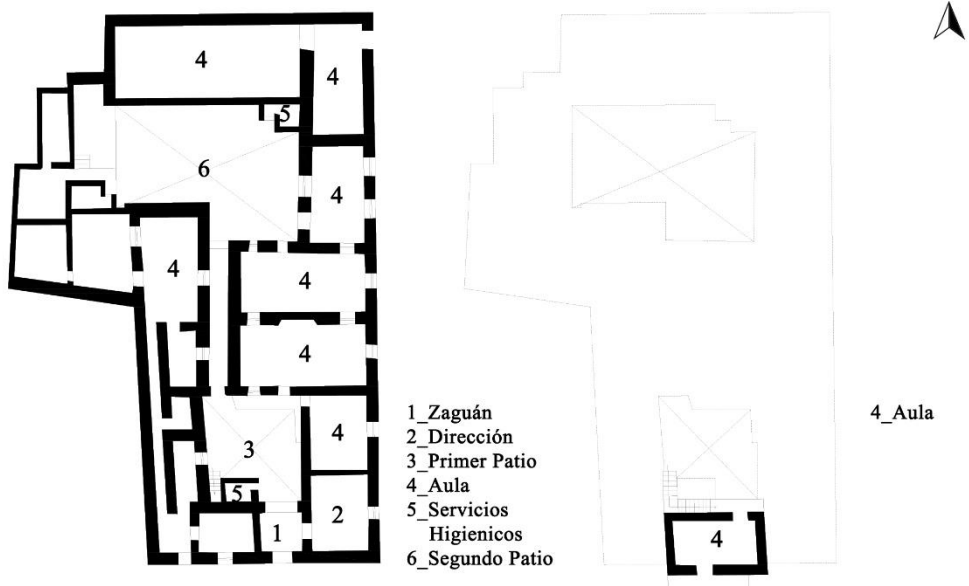 4
4
5
6
4
4
4
4
1_Zaguán
2_Dirección
3_Primer Patio
4_Aula
5_Servicios
Higienicos
6_Segundo Patio
4_Aula
4
3
5
1
2
4